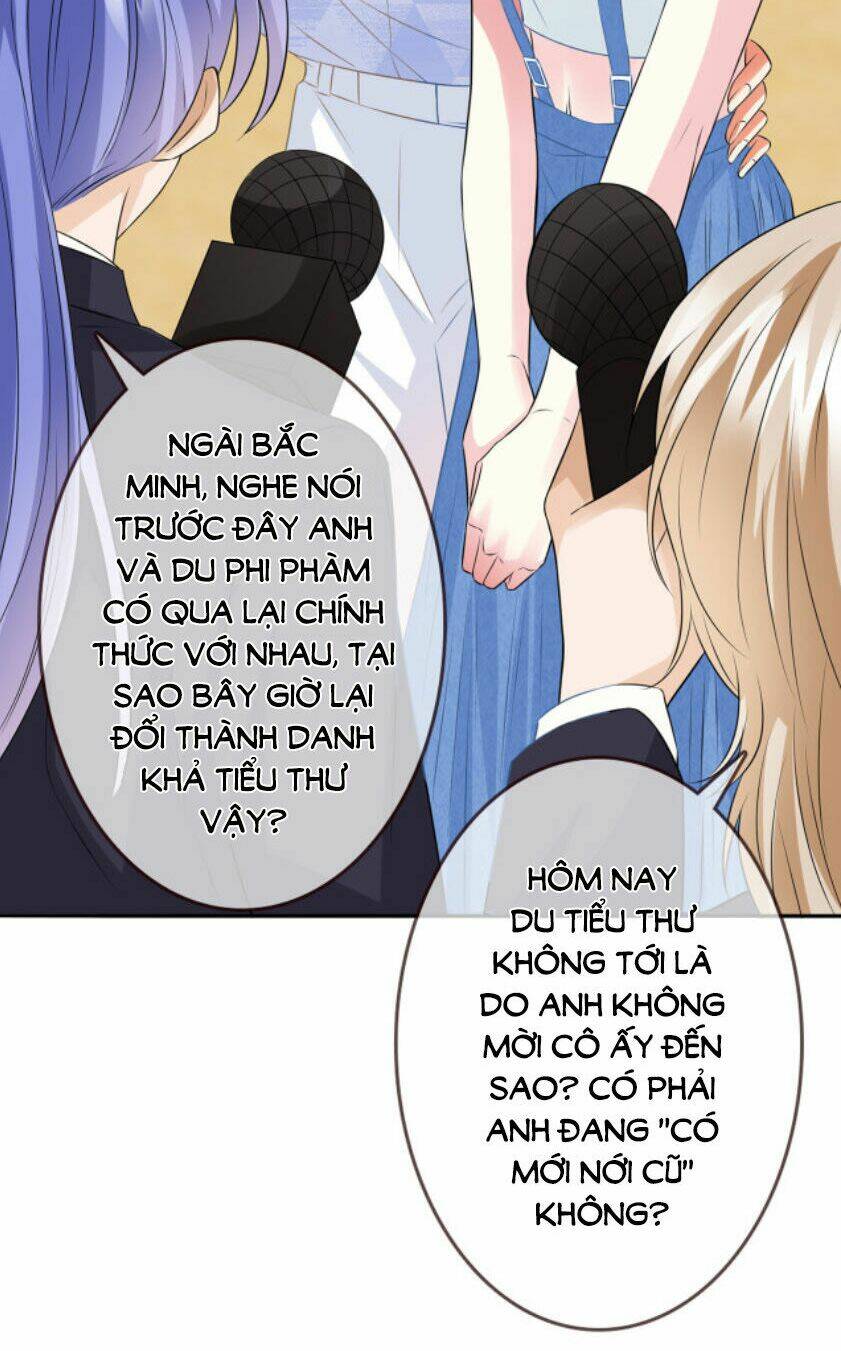 NGÀI BẮC
MINH, NGHE NÓI
TRƯỚC ĐÂY ANH
VÀ DU PHI PHÀM
CÓ QUA LẠI CHÍNH
THỨC VỚI NHAU, TẠI
SAO BÂY GIỜ LẠI
ĐỔI THÀNH DANH
KHẢ TIỂU THƯ
VẬY?
HÔM NAY
DU TIỂU THƯ
KHÔNG TỚI LÀ
DO ANH KHÔNG
MỜI CÔ ẤY ĐẾN
SAO? CÓ PHẢI
ANH ĐANG "CÓ
MỚI NỚI CŨ"
KHÔNG?